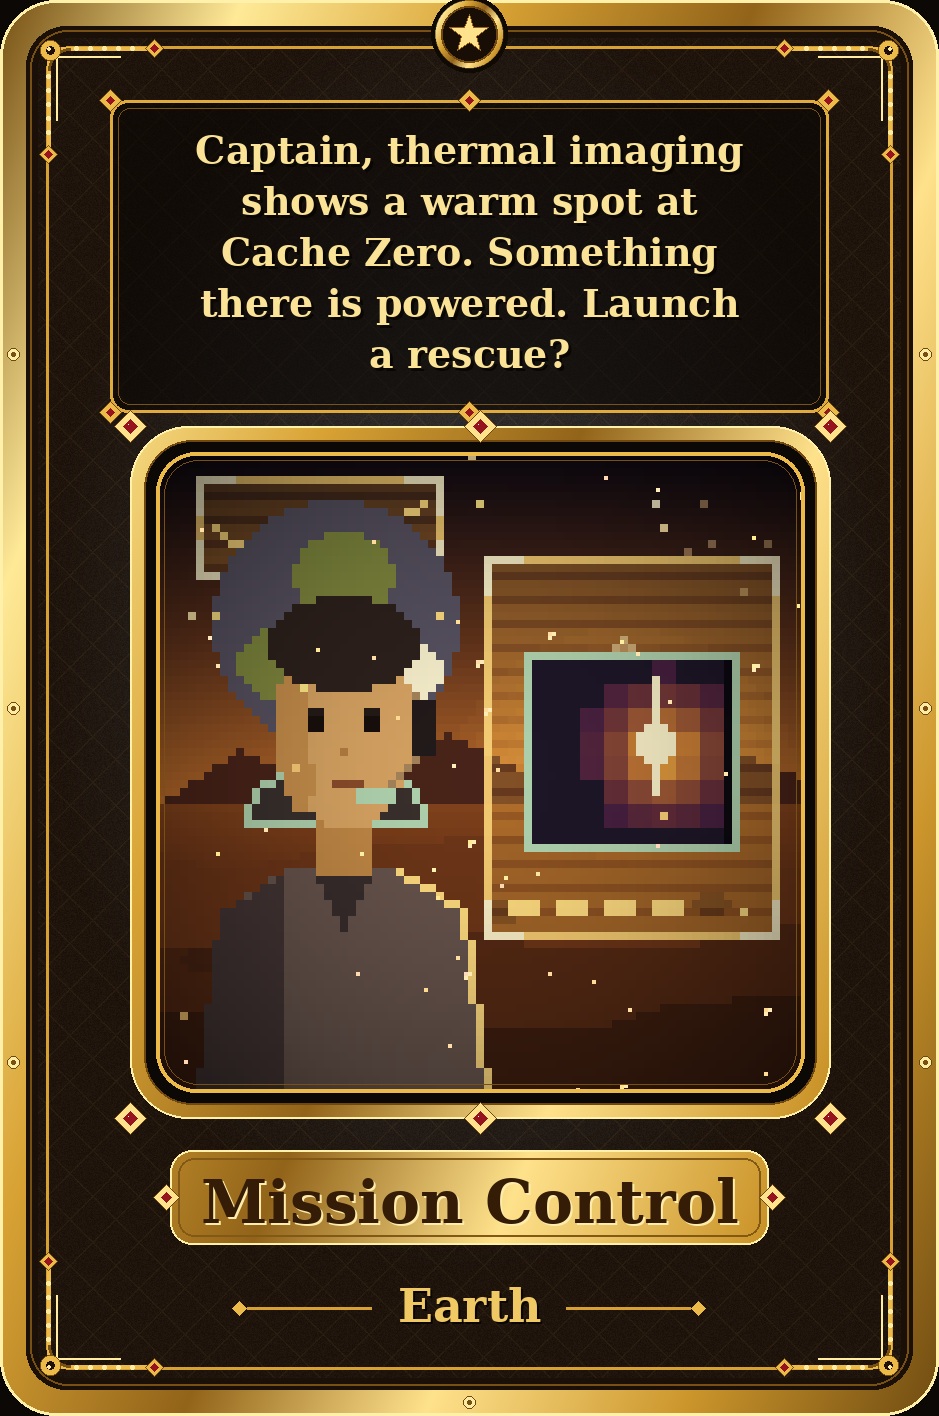 Captain, thermal imaging
shows a warm spot at
Cache Zero. Something
there is powered. Launch
a rescue?
Mission Control
Earth